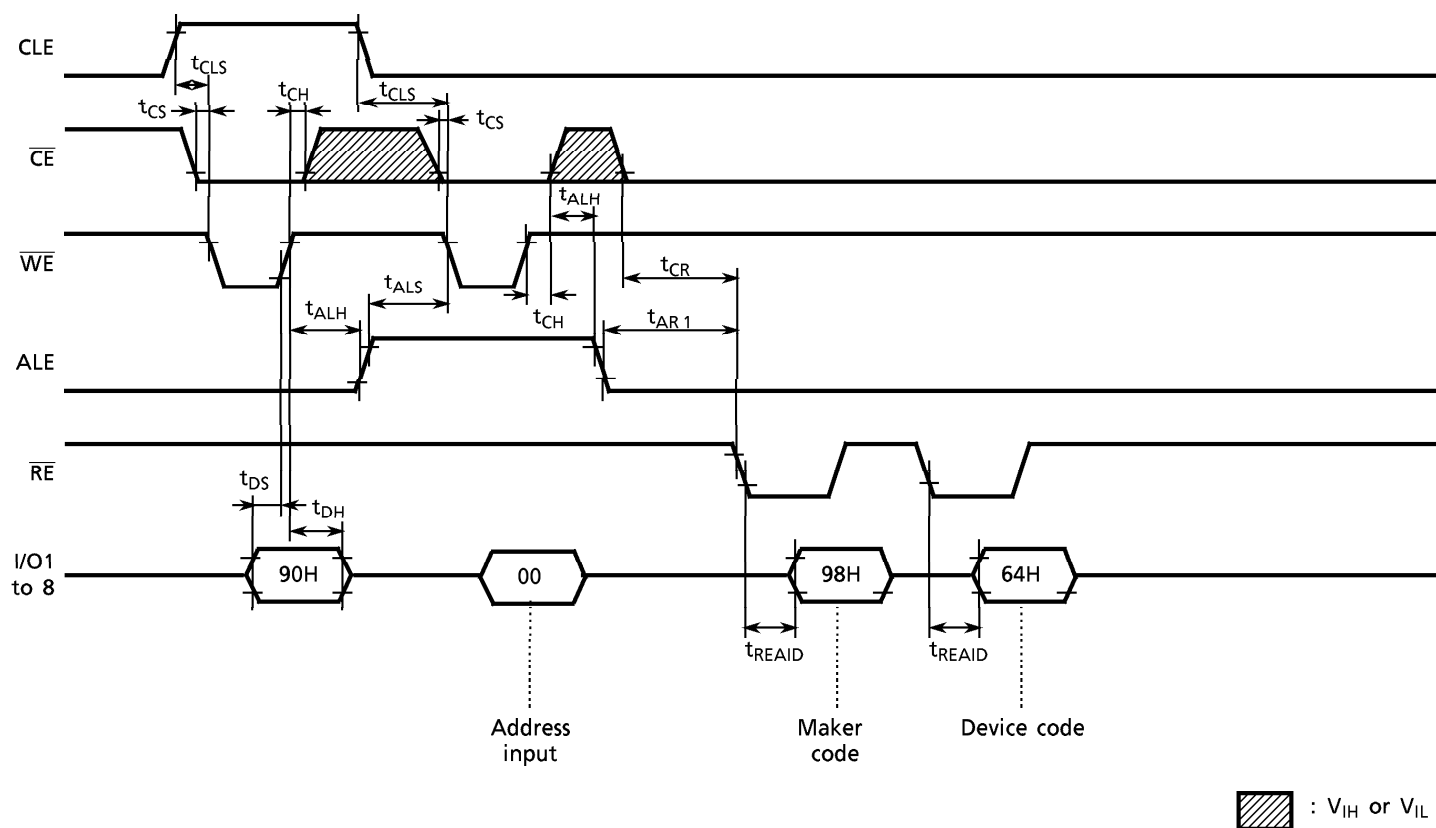 CLE
tCLS
tCS
tCH
tCLS
tCS
CE
tALH
WE
tCR
tALS
tALH
tCH
tAR1
ALE
RE
tDS
tDH
I/O1
to 8
90H
00
98H
64H
tREAID
tREAID
Address
input
Maker
code
Device code
: VIH or VIL